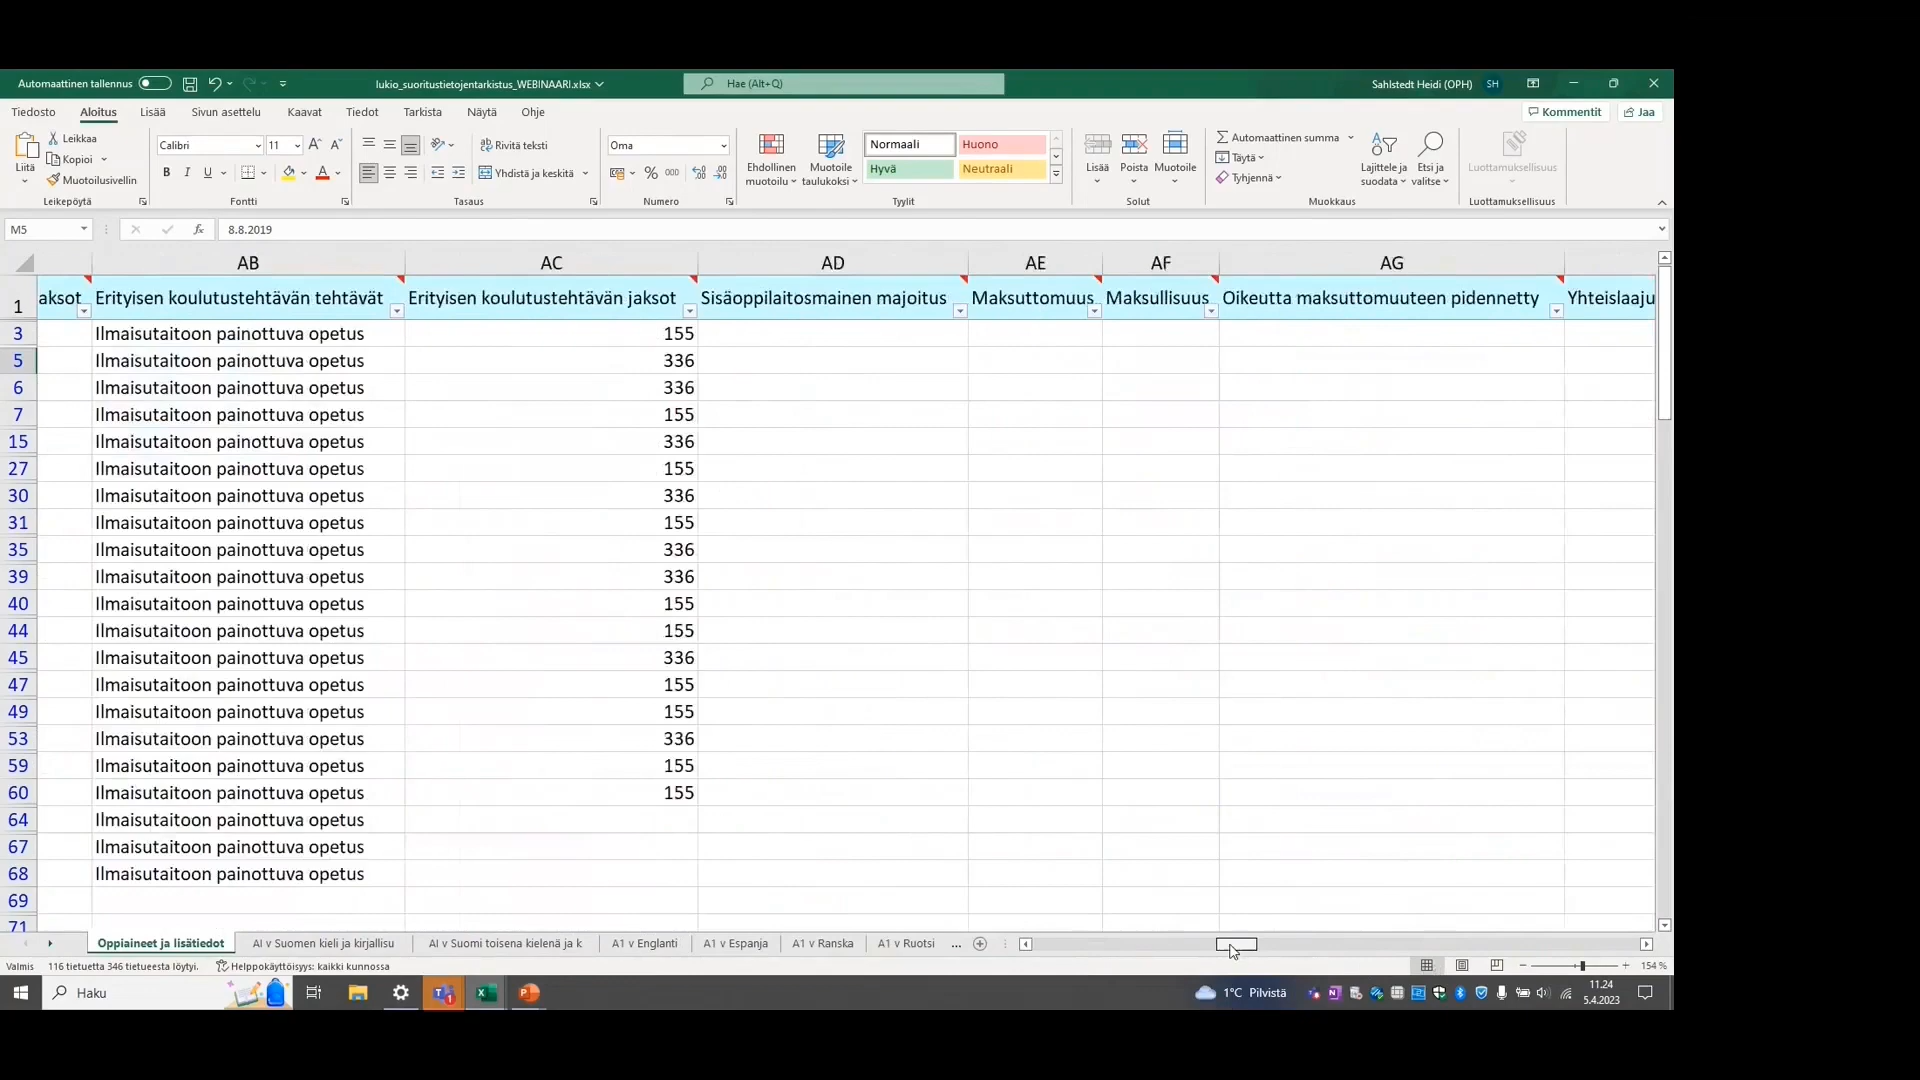 Automaattinen tallennus
lukio_suoritustietojentarkistus_WEBINAARI.xlsx
Hae (Alt+Q)
Sahlstedt Heidi (OPH) SH
Tiedosto Aloitus Lisää Sivun asettelu Kaavat Tiedot Tarkista Näytä Ohje
Kommentit Jaa
Liitä
Leikkaa
Kopioi
Muotoilusivellin
Leikepöytä
Calibri 11
B I U
Fontti
Rivitä teksti
Yhdistä ja keskitä
Tasaus
Oma
% 000
Numero
Ehdollinen muotoilu
Muotoile taulukoksi
Normaali Huono
Hyvä Neutraali
Tyylit
Lisää Poista Muotoile
Solut
Automaattinen summa
Täytä
Tyhjennä
Lajittele ja suodata
Etsi ja valitse
Muokkaus
Luottamuksellisuus
Luottamuksellisuus
M5 fx 8.8.2019
AB AC AD AE AF AG
1 aksot Erityisen koulutustehtävän tehtävät Erityisen koulutustehtävän jaksot Sisäoppilaitosmainen majoitus Maksuttomuus Maksullisuus Oikeutta maksuttomuuteen pidennetty Yhteislaaju
3 Ilmaisutaitoon painottuva opetus 155
5 Ilmaisutaitoon painottuva opetus 336
6 Ilmaisutaitoon painottuva opetus 336
7 Ilmaisutaitoon painottuva opetus 155
15 Ilmaisutaitoon painottuva opetus 336
27 Ilmaisutaitoon painottuva opetus 155
30 Ilmaisutaitoon painottuva opetus 336
31 Ilmaisutaitoon painottuva opetus 155
35 Ilmaisutaitoon painottuva opetus 336
39 Ilmaisutaitoon painottuva opetus 336
40 Ilmaisutaitoon painottuva opetus 155
44 Ilmaisutaitoon painottuva opetus 155
45 Ilmaisutaitoon painottuva opetus 336
47 Ilmaisutaitoon painottuva opetus 155
49 Ilmaisutaitoon painottuva opetus 155
53 Ilmaisutaitoon painottuva opetus 336
59 Ilmaisutaitoon painottuva opetus 155
60 Ilmaisutaitoon painottuva opetus 155
64 Ilmaisutaitoon painottuva opetus
67 Ilmaisutaitoon painottuva opetus
68 Ilmaisutaitoon painottuva opetus
69
71
Oppiaineet ja lisätiedot AI v Suomen kieli ja kirjallisu AI v Suomi toisena kielenä ja k A1 v Englanti A1 v Espanja A1 v Ranska A1 v Ruotsi ...
Valmis 116 tietuetta 346 tietueesta löytyi. Helppokäyttöisyys: kaikki kunnossa 154 %
Haku
1°C Pilvistä
11.24
5.4.2023